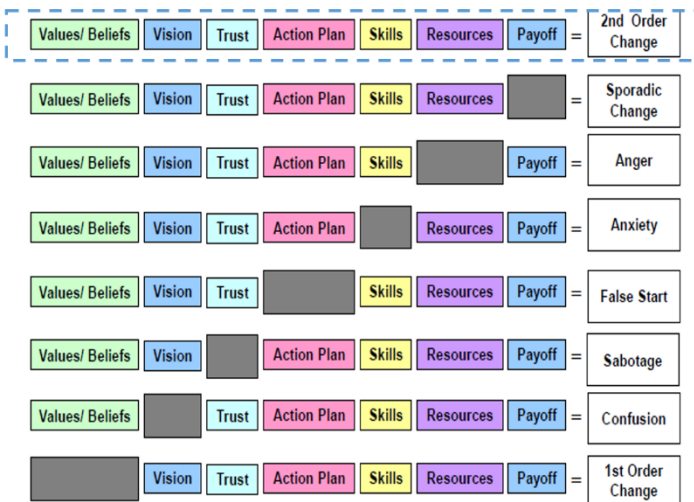 Values/ Beliefs Vision Trust Action Plan Skills Resources Payoff = 2nd Order
Change
Values/ Beliefs Vision Trust Action Plan Skills Resources = Sporadic
Change
Values/ Beliefs Vision Trust Action Plan Skills Payoff = Anger
Values/ Beliefs Vision Trust Action Plan Resources Payoff = Anxiety
Values/ Beliefs Vision Trust Skills Resources Payoff = False Start
Values/ Beliefs Vision Action Plan Skills Resources Payoff = Sabotage
Values/ Beliefs Trust Action Plan Skills Resources Payoff = Confusion
Vision Trust Action Plan Skills Resources Payoff = 1st Order
Change